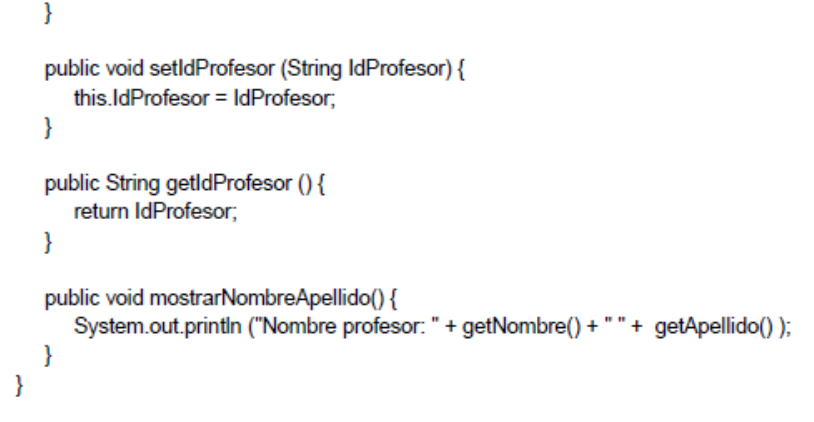 }
public void setIdProfesor (String IdProfesor) {
this.IdProfesor = IdProfesor;
}
public String getIdProfesor () {
return IdProfesor;
}
public void mostrarNombreApellido() {
System.out.println ("Nombre profesor: " + getNombre() + " " +  getApellido() );
}
}